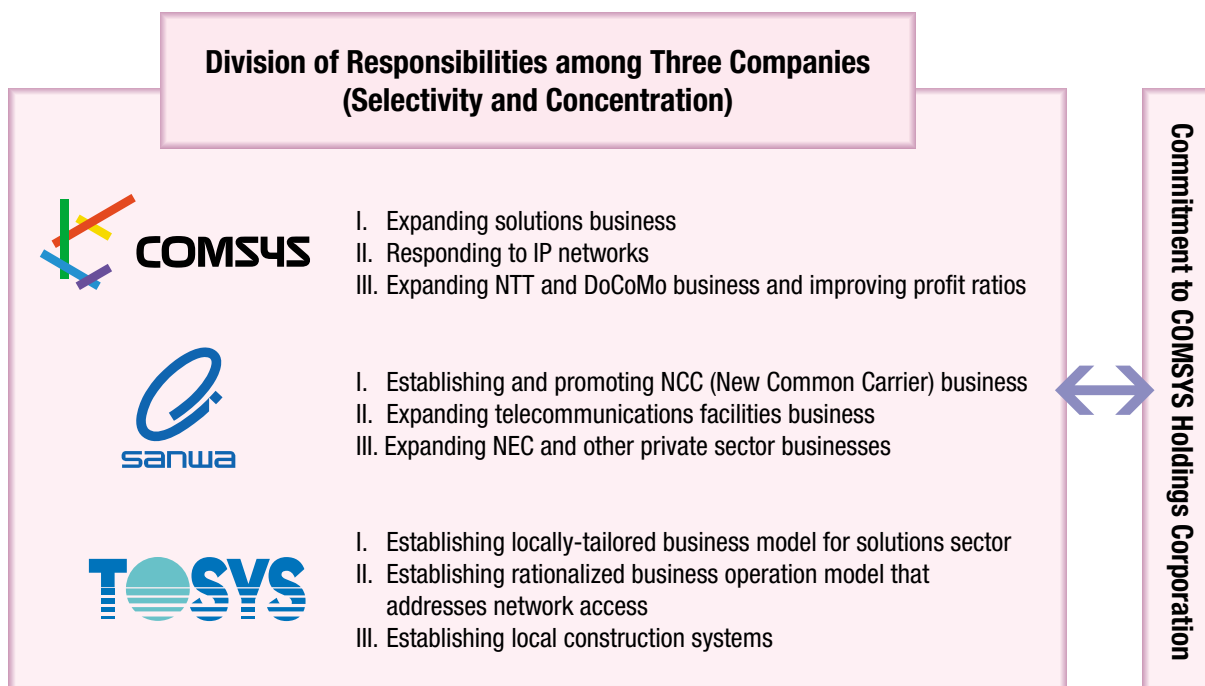 Division of Responsibilities among Three Companies
(Selectivity and Concentration)
COMSYS
I. Expanding solutions business
II. Responding to IP networks
III. Expanding NTT and DoCoMo business and improving profit ratios
sanwa
I. Establishing and promoting NCC (New Common Carrier) business
II. Expanding telecommunications facilities business
III. Expanding NEC and other private sector businesses
TOSYS
I. Establishing locally-tailored business model for solutions sector
II. Establishing rationalized business operation model that
addresses network access
III. Establishing local construction systems
Commitment to COMSYS Holdings Corporation